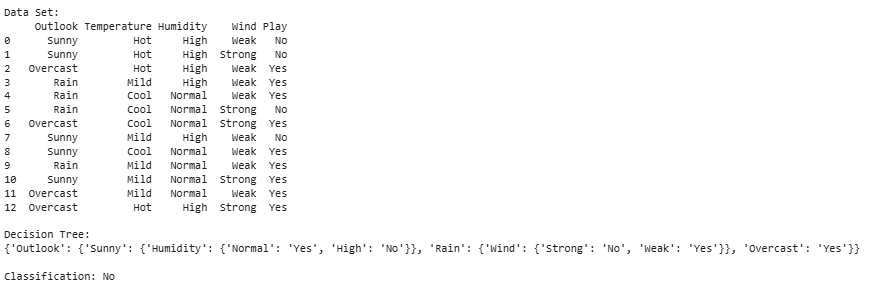 Data Set:
Outlook Temperature Humidity Wind Play
0 Sunny Hot High Weak No
1 Sunny Hot High Strong No
2 Overcast Hot High Weak Yes
3 Rain Mild High Weak Yes
4 Rain Cool Normal Weak Yes
5 Rain Cool Normal Strong No
6 Overcast Cool Normal Strong Yes
7 Sunny Mild High Weak No
8 Sunny Cool Normal Weak Yes
9 Rain Mild Normal Weak Yes
10 Sunny Mild Normal Strong Yes
11 Overcast Mild Normal Weak Yes
12 Overcast Hot High Strong Yes
Decision Tree:
{'Outlook': {'Sunny': {'Humidity': {'Normal': 'Yes', 'High': 'No'}}, 'Rain': {'Wind': {'Strong': 'No', 'Weak': 'Yes'}}, 'Overcast': 'Yes'}}
Classification: No